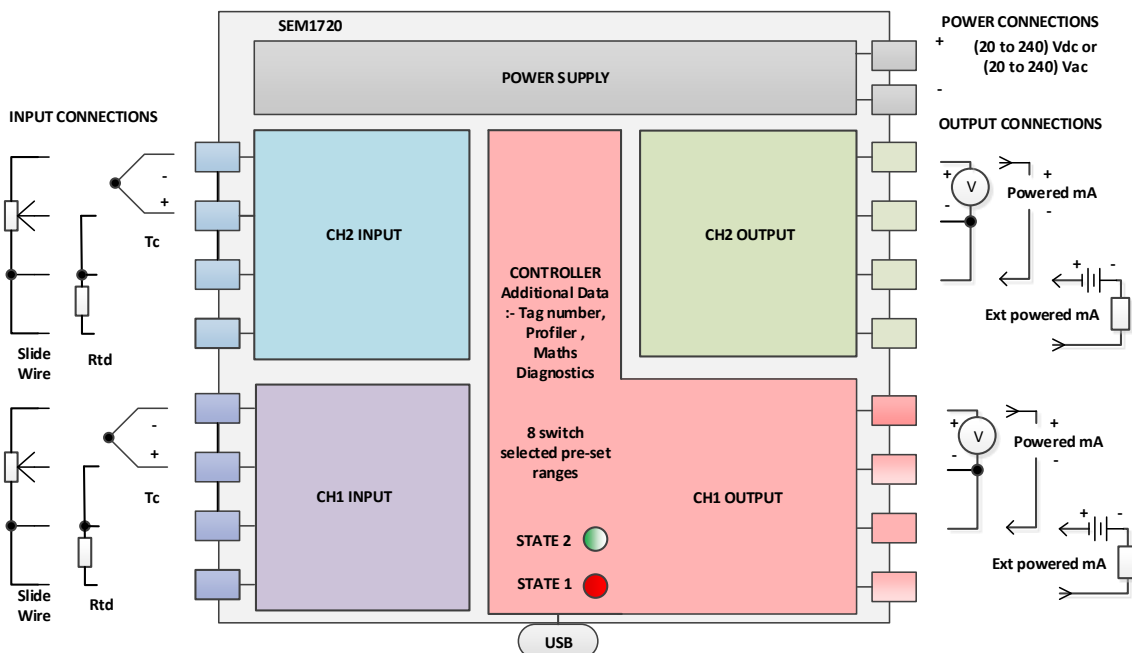 SEM1720
POWER SUPPLY
POWER CONNECTIONS
+ (20 to 240) Vdc or
(20 to 240) Vac
-
INPUT CONNECTIONS
-
+
Tc
Slide
Wire
Rtd
CH2 INPUT
CONTROLLER
Additional Data
:- Tag number,
Profiler ,
Maths
Diagnostics
8 switch
selected pre-set
ranges
STATE 2
STATE 1
CH2 OUTPUT
OUTPUT CONNECTIONS
+
V
-
+
Powered mA
-
+ -
Ext powered mA
-
+
Tc
Slide
Wire
Rtd
CH1 INPUT
CH1 OUTPUT
+
V
-
+
Powered mA
-
+ -
Ext powered mA
USB